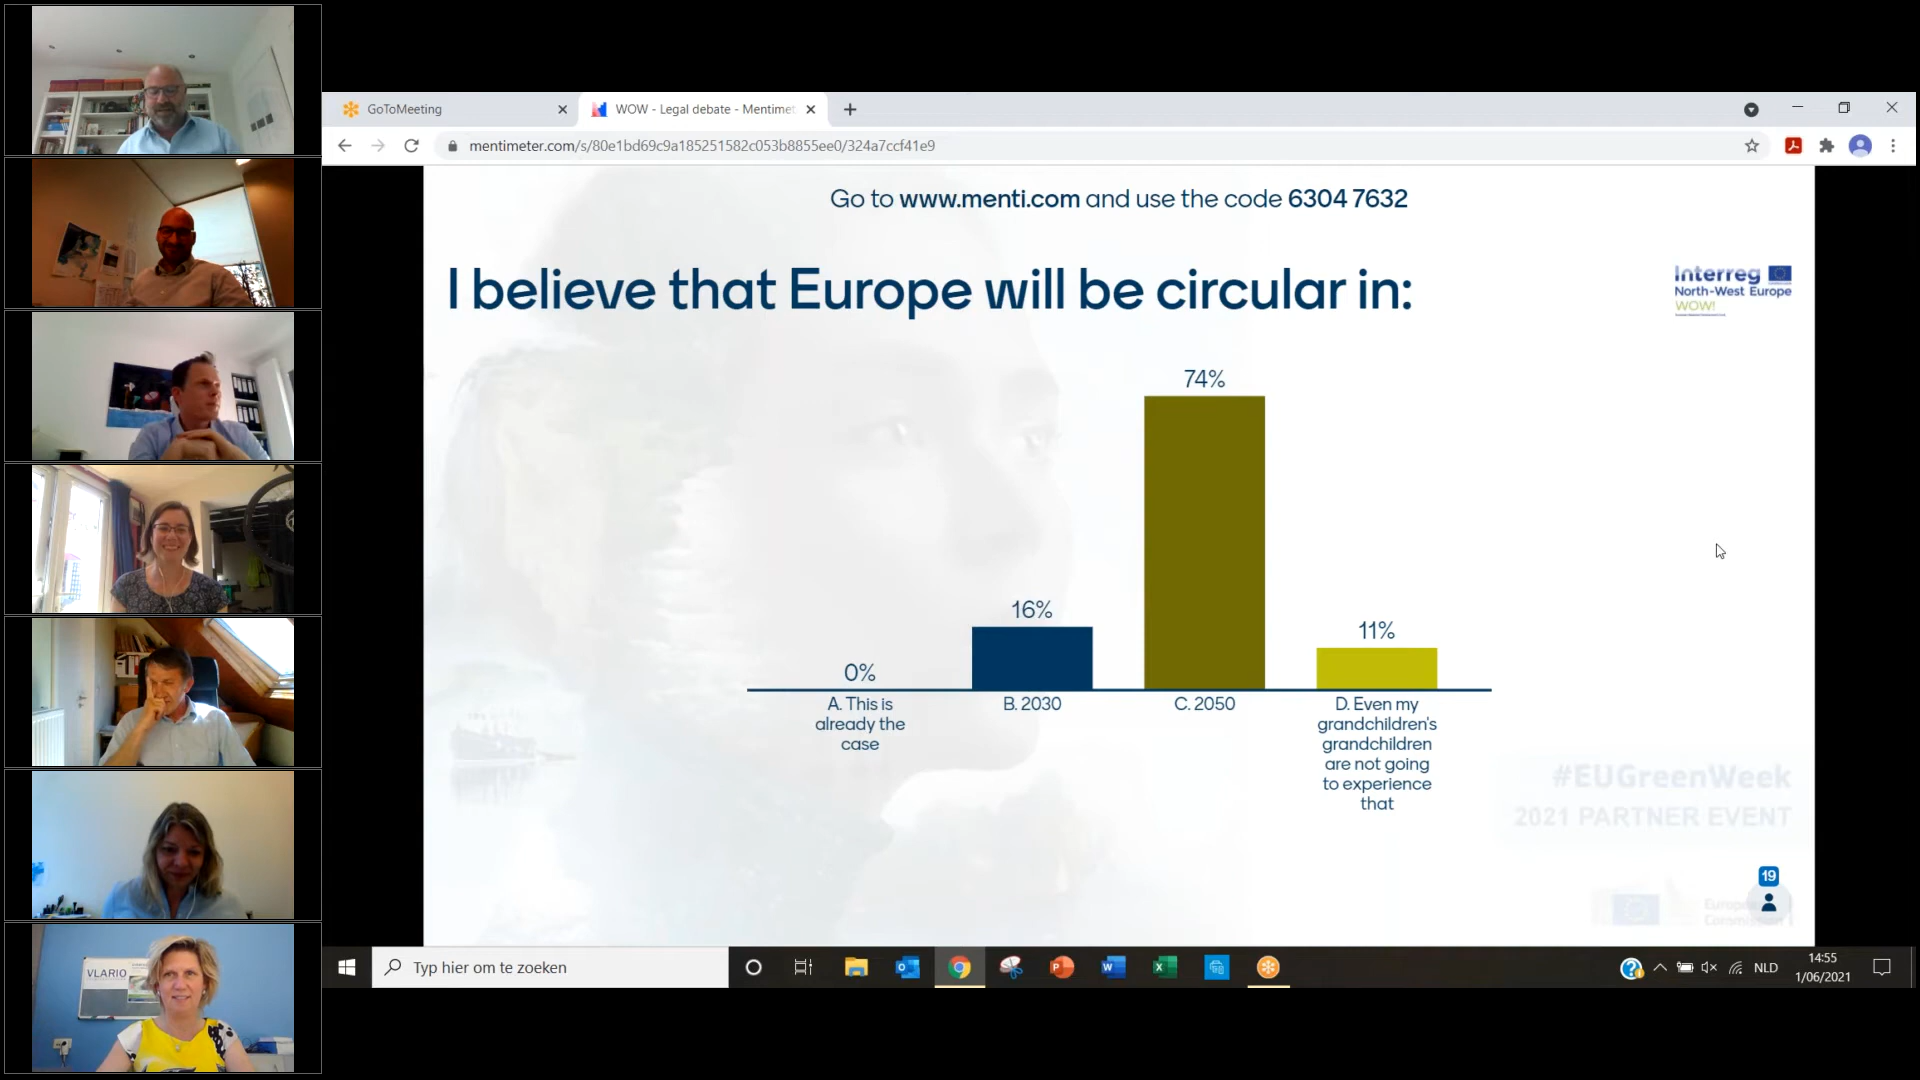 GoToMeeting
WOW - Legal debate - Mentimet
mentimeter.com/s/80e1bd69c9a185251582c053b8855ee0/324a7ccf41e9
Go to www.menti.com and use the code 6304 7632
I believe that Europe will be circular in:
Interreg
North-West Europe
WOW!
74%
16%
11%
0%
A. This is
already the
case
B. 2030
C. 2050
D. Even my
grandchildren's
grandchildren
are not going
to experience
that
#EUGreenWeek
2021 PARTNER EVENT
19
Commission
VLARIO
Typ hier om te zoeken
NLD
14:55
1/06/2021